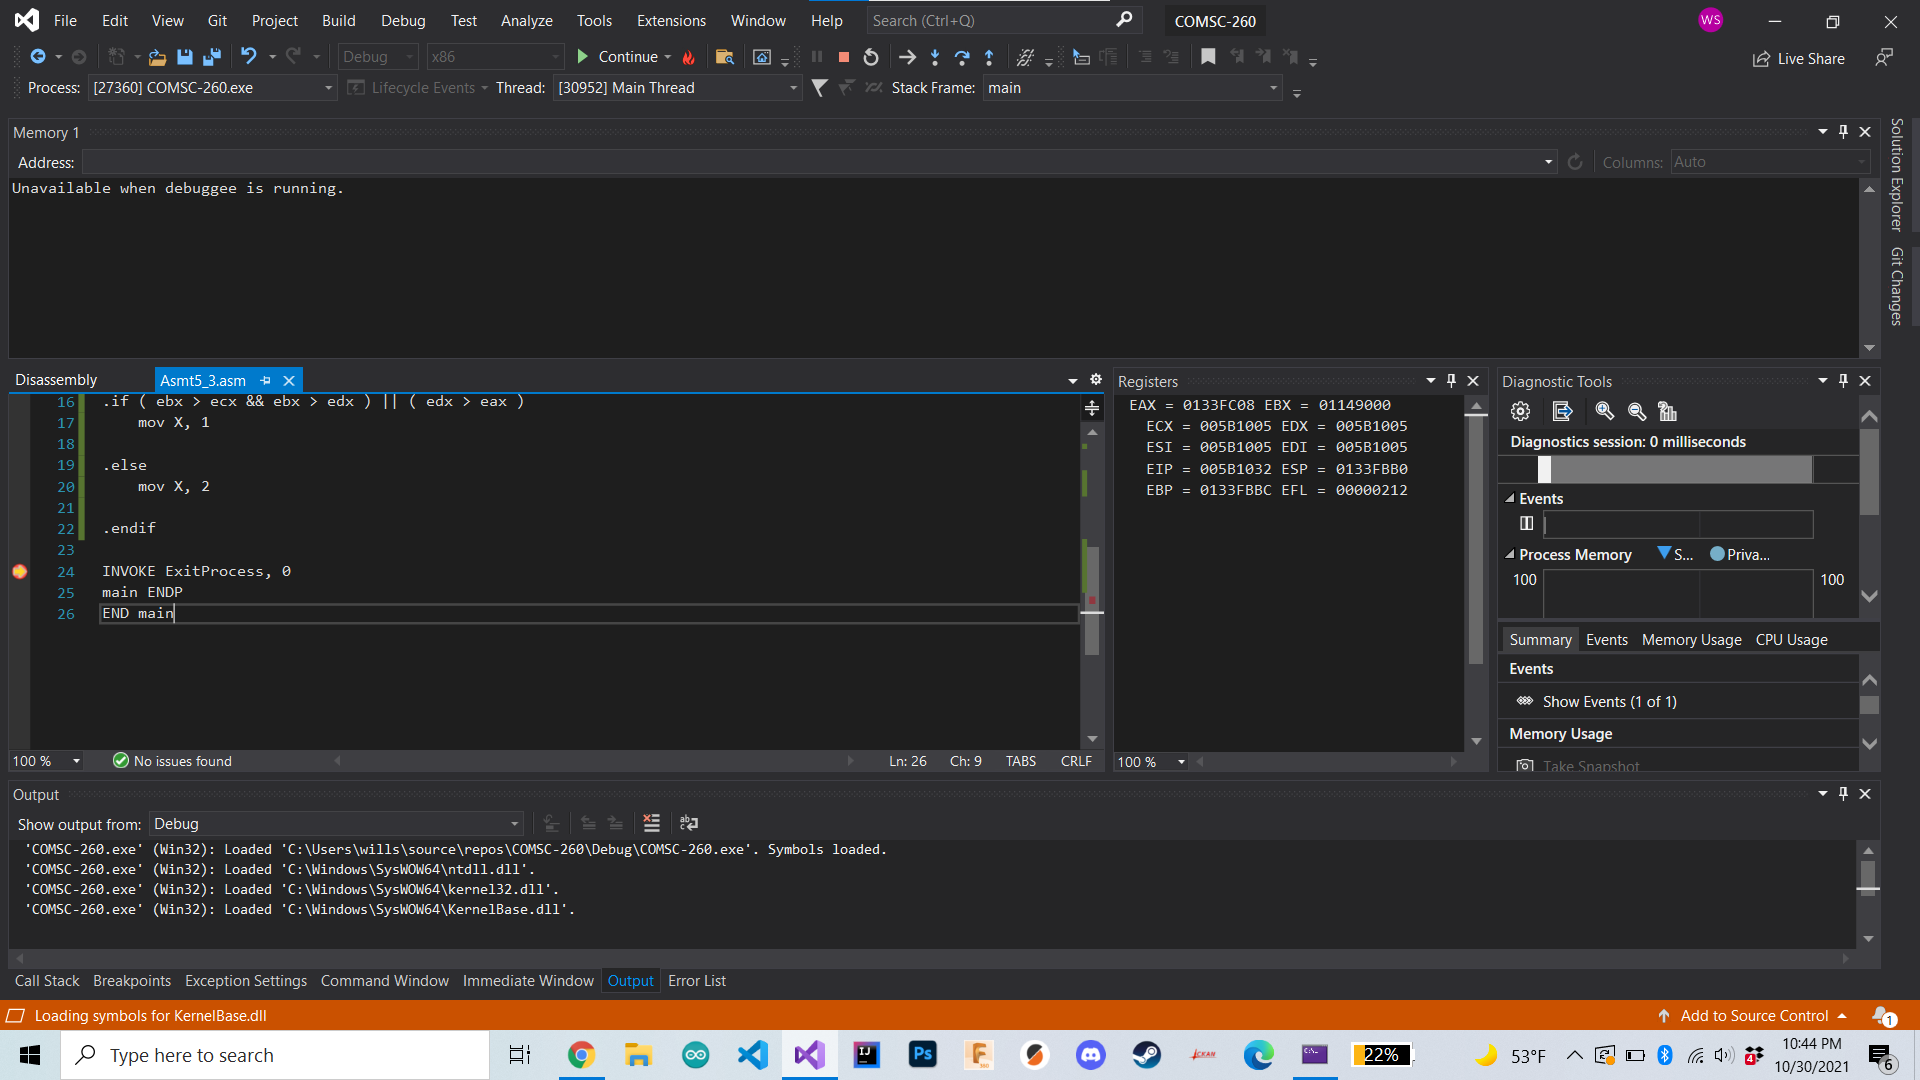 File Edit View Git Project Build Debug Test Analyze Tools Extensions Window Help Search (Ctrl+Q) COMSC-260 WS
Debug x86 Continue Live Share
Process: [27360] COMSC-260.exe Lifecycle Events Thread: [30952] Main Thread Stack Frame: main
Memory 1
Address: Columns: Auto
Unavailable when debuggee is running.
Solution Explorer
Git Changes
Disassembly Asmt5_3.asm
16 .if ( ebx > ecx && ebx > edx ) || ( edx > eax )
17 mov X, 1
18
19 .else
20 mov X, 2
21
22 .endif
23
24 INVOKE ExitProcess, 0
25 main ENDP
26 END main
100 % No issues found Ln: 26 Ch: 9 TABS CRLF
Registers
EAX = 0133FC08 EBX = 01149000
ECX = 005B1005 EDX = 005B1005
ESI = 005B1005 EDI = 005B1005
EIP = 005B1032 ESP = 0133FBB0
EBP = 0133FBBC EFL = 00000212
100 %
Diagnostic Tools
Diagnostics session: 0 milliseconds
Events
Process Memory S... Priva...
100 100
Summary Events Memory Usage CPU Usage
Events
Show Events (1 of 1)
Memory Usage
Take Snapshot
Output
Show output from: Debug
'COMSC-260.exe' (Win32): Loaded 'C:\Users\wills\source\repos\COMSC-260\Debug\COMSC-260.exe'. Symbols loaded.
'COMSC-260.exe' (Win32): Loaded 'C:\Windows\SysWOW64\ntdll.dll'.
'COMSC-260.exe' (Win32): Loaded 'C:\Windows\SysWOW64\kernel32.dll'.
'COMSC-260.exe' (Win32): Loaded 'C:\Windows\SysWOW64\KernelBase.dll'.
Call Stack Breakpoints Exception Settings Command Window Immediate Window Output Error List
Loading symbols for KernelBase.dll Add to Source Control 1
Type here to search 22% 53°F 4 10:44 PM
10/30/2021 6